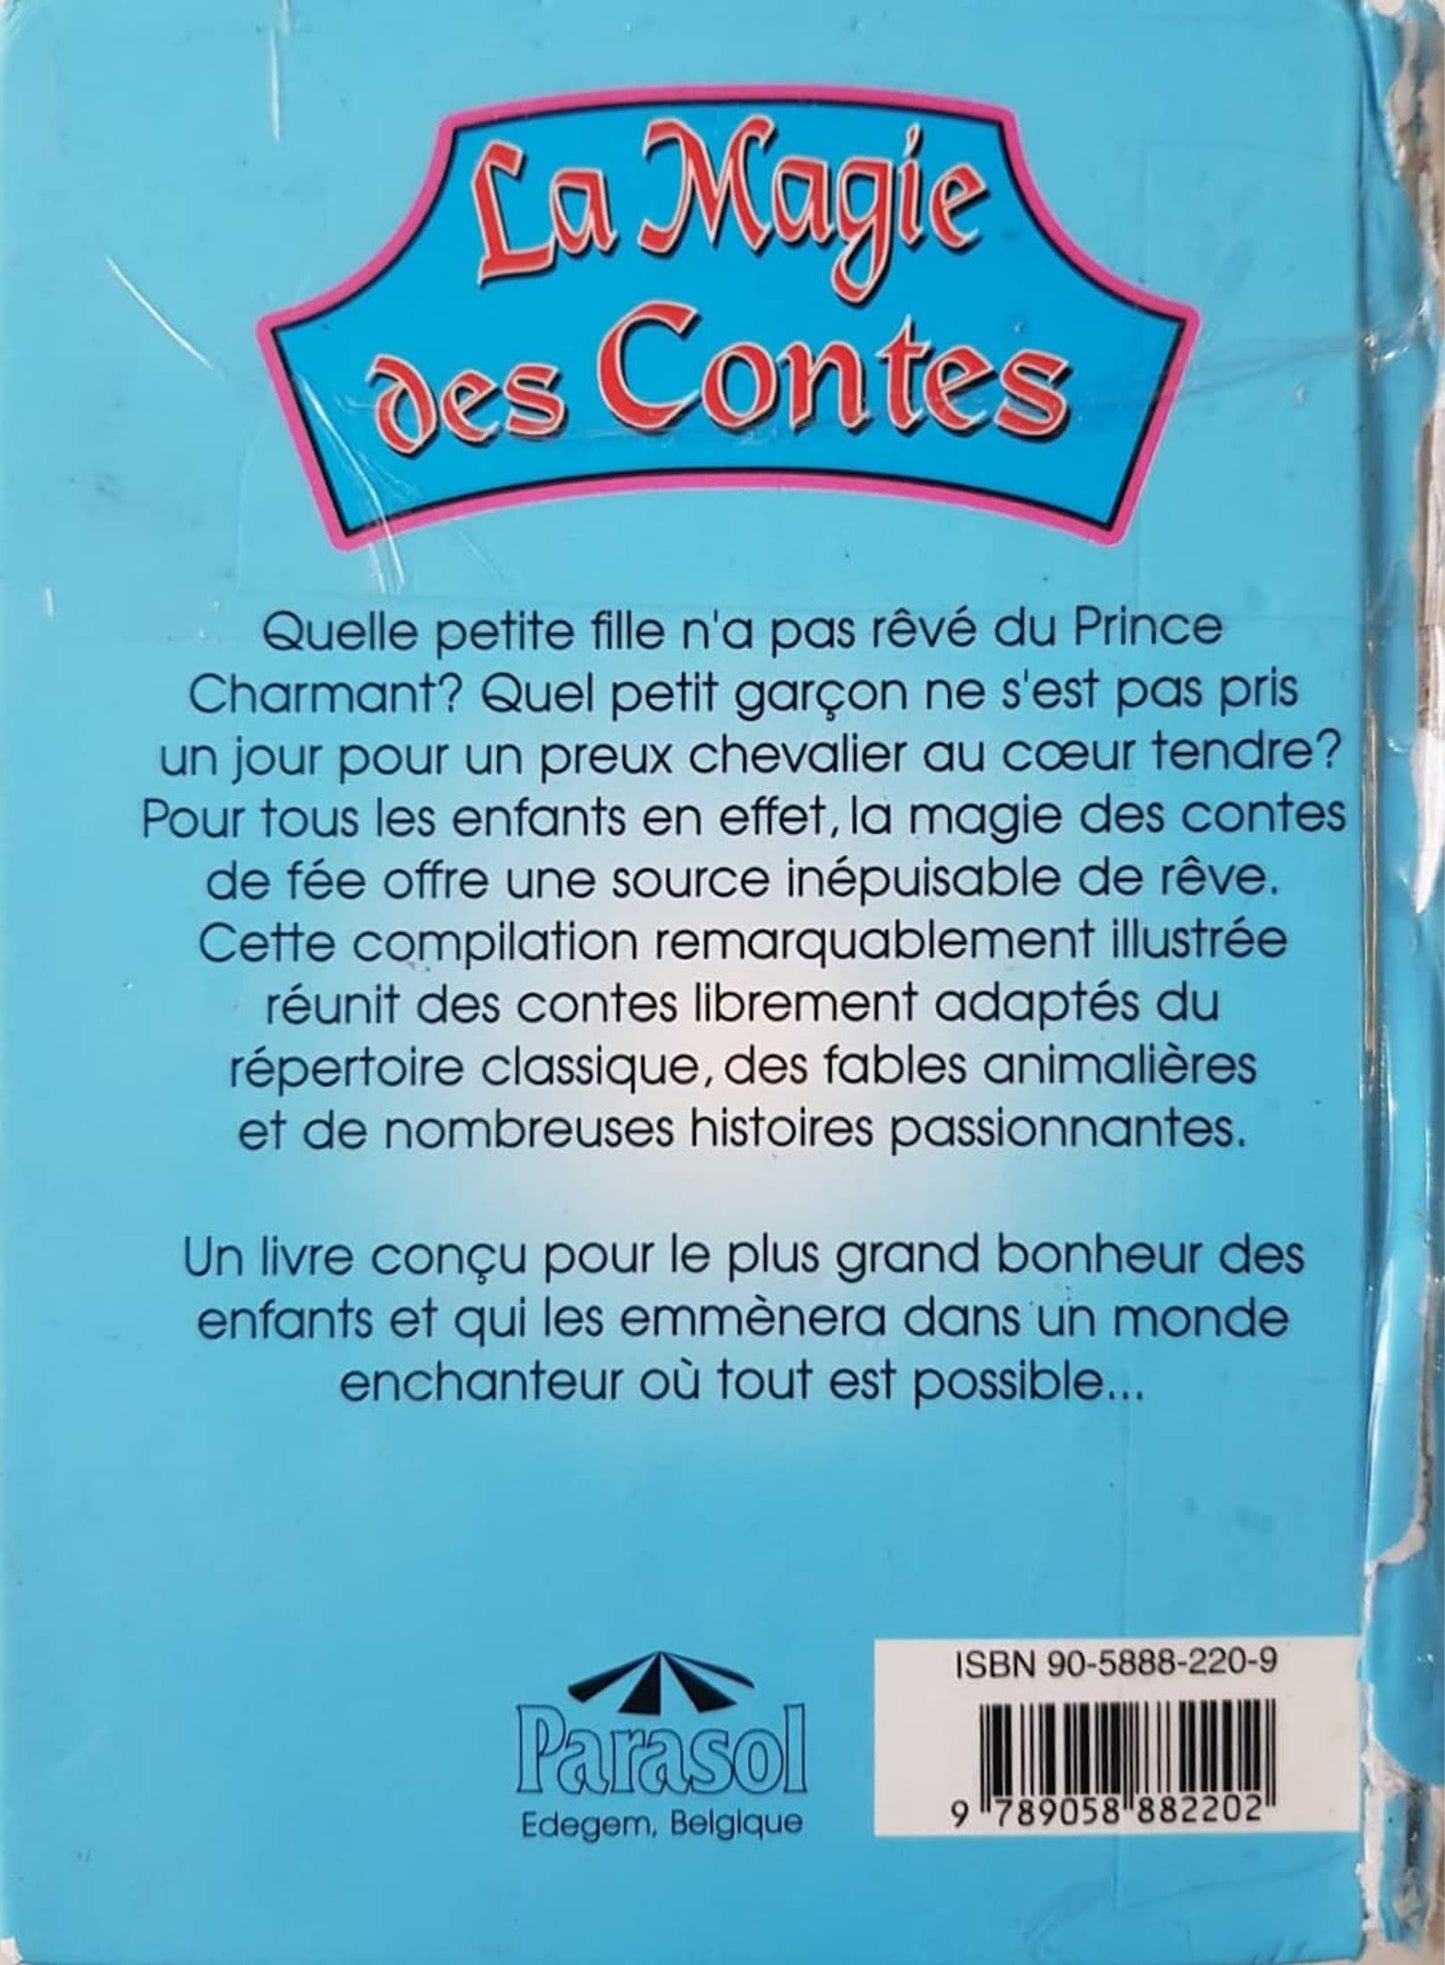 La Magie
des Contes
Quelle petite fille n'a pas rêvé du Prince
Charmant? Quel petit garçon ne s'est pas pris
un jour pour un preux chevalier au cœur tendre?
Pour tous les enfants en effet, la magie des contes
de fée offre une source inépuisable de rêve.
Cette compilation remarquablement illustrée
réunit des contes librement adaptés du
répertoire classique, des fables animalières
et de nombreuses histoires passionnantes.
Un livre conçu pour le plus grand bonheur des
enfants et qui les emmènera dans un monde
enchanteur où tout est possible...
Parasol
Edegem, Belgique
ISBN 90-5888-220-9
9 789058 882202